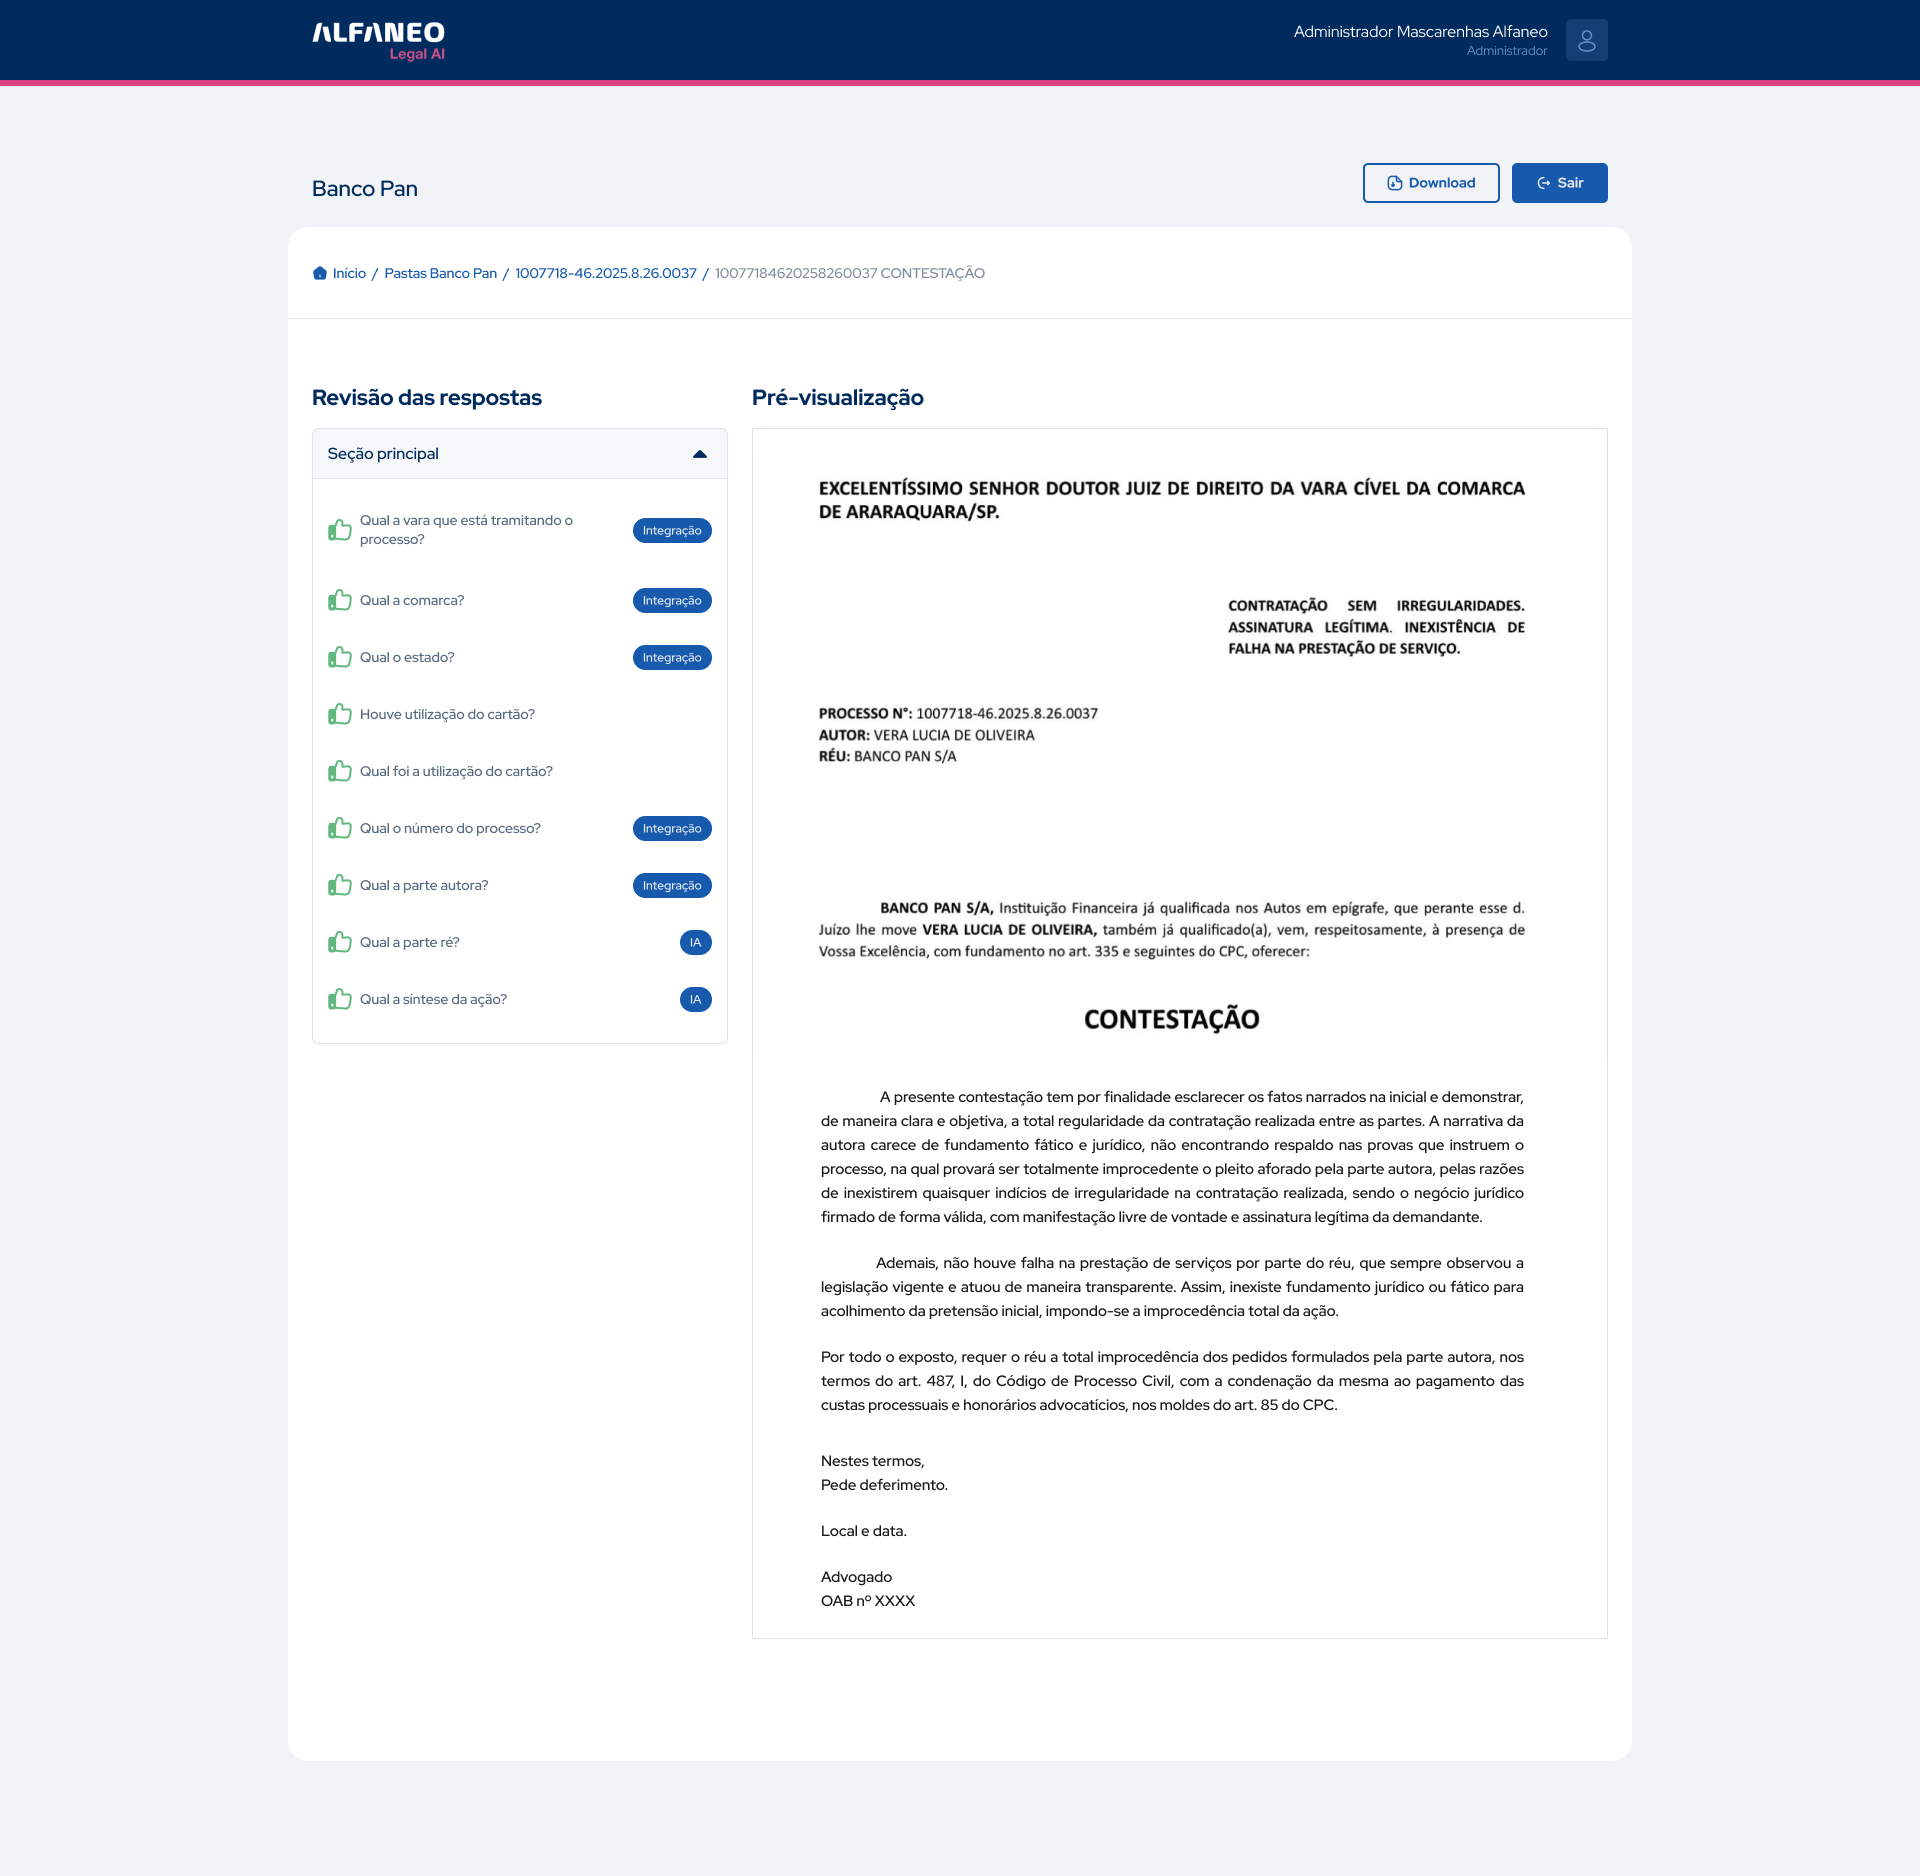 ALFANEO
Legal AI
Administrador Mascarenhas Alfaneo
Administrador
Banco Pan
Download
Sair
Início / Pastas Banco Pan / 1007718-46.2025.8.26.0037 / 10077184620258260037 CONTESTAÇÃO
Revisão das respostas
Seção principal
Qual a vara que está tramitando o
processo?
Integração
Qual a comarca?
Integração
Qual o estado?
Integração
Houve utilização do cartão?
Qual foi a utilização do cartão?
Qual o número do processo?
Integração
Qual a parte autora?
Integração
Qual a parte ré?
IA
Qual a síntese da ação?
IA
Pré-visualização
EXCELENTÍSSIMO SENHOR DOUTOR JUIZ DE DIREITO DA VARA CÍVEL DA COMARCA
DE ARARAQUARA/SP.
CONTRATAÇÃO SEM IRREGULARIDADES.
ASSINATURA LEGÍTIMA. INEXISTÊNCIA DE
FALHA NA PRESTAÇÃO DE SERVIÇO.
PROCESSO N°: 1007718-46.2025.8.26.0037
AUTOR: VERA LUCIA DE OLIVEIRA
RÉU: BANCO PAN S/A
BANCO PAN S/A, Instituição Financeira já qualificada nos Autos em epígrafe, que perante esse d.
Juízo lhe move VERA LUCIA DE OLIVEIRA, também já qualificado(a), vem, respeitosamente, à presença de
Vossa Excelência, com fundamento no art. 335 e seguintes do CPC, oferecer:
CONTESTAÇÃO
A presente contestação tem por finalidade esclarecer os fatos narrados na inicial e demonstrar,
de maneira clara e objetiva, a total regularidade da contratação realizada entre as partes. A narrativa da
autora carece de fundamento fático e jurídico, não encontrando respaldo nas provas que instruem o
processo, na qual provará ser totalmente improcedente o pleito aforado pela parte autora, pelas razões
de inexistirem quaisquer indícios de irregularidade na contratação realizada, sendo o negócio jurídico
firmado de forma válida, com manifestação livre de vontade e assinatura legítima da demandante.
Ademais, não houve falha na prestação de serviços por parte do réu, que sempre observou a
legislação vigente e atuou de maneira transparente. Assim, inexiste fundamento jurídico ou fático para
acolhimento da pretensão inicial, impondo-se a improcedência total da ação.
Por todo o exposto, requer o réu a total improcedência dos pedidos formulados pela parte autora, nos
termos do art. 487, I, do Código de Processo Civil, com a condenação da mesma ao pagamento das
custas processuais e honorários advocatícios, nos moldes do art. 85 do CPC.
Nestes termos,
Pede deferimento.
Local e data.
Advogado
OAB nº XXXX